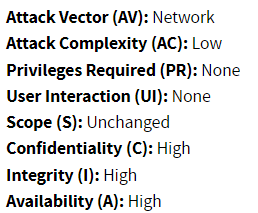 Attack Vector (AV): Network
Attack Complexity (AC): Low
Privileges Required (PR): None
User Interaction (UI): None
Scope (S): Unchanged
Confidentiality (C): High
Integrity (I): High
Availability (A): High